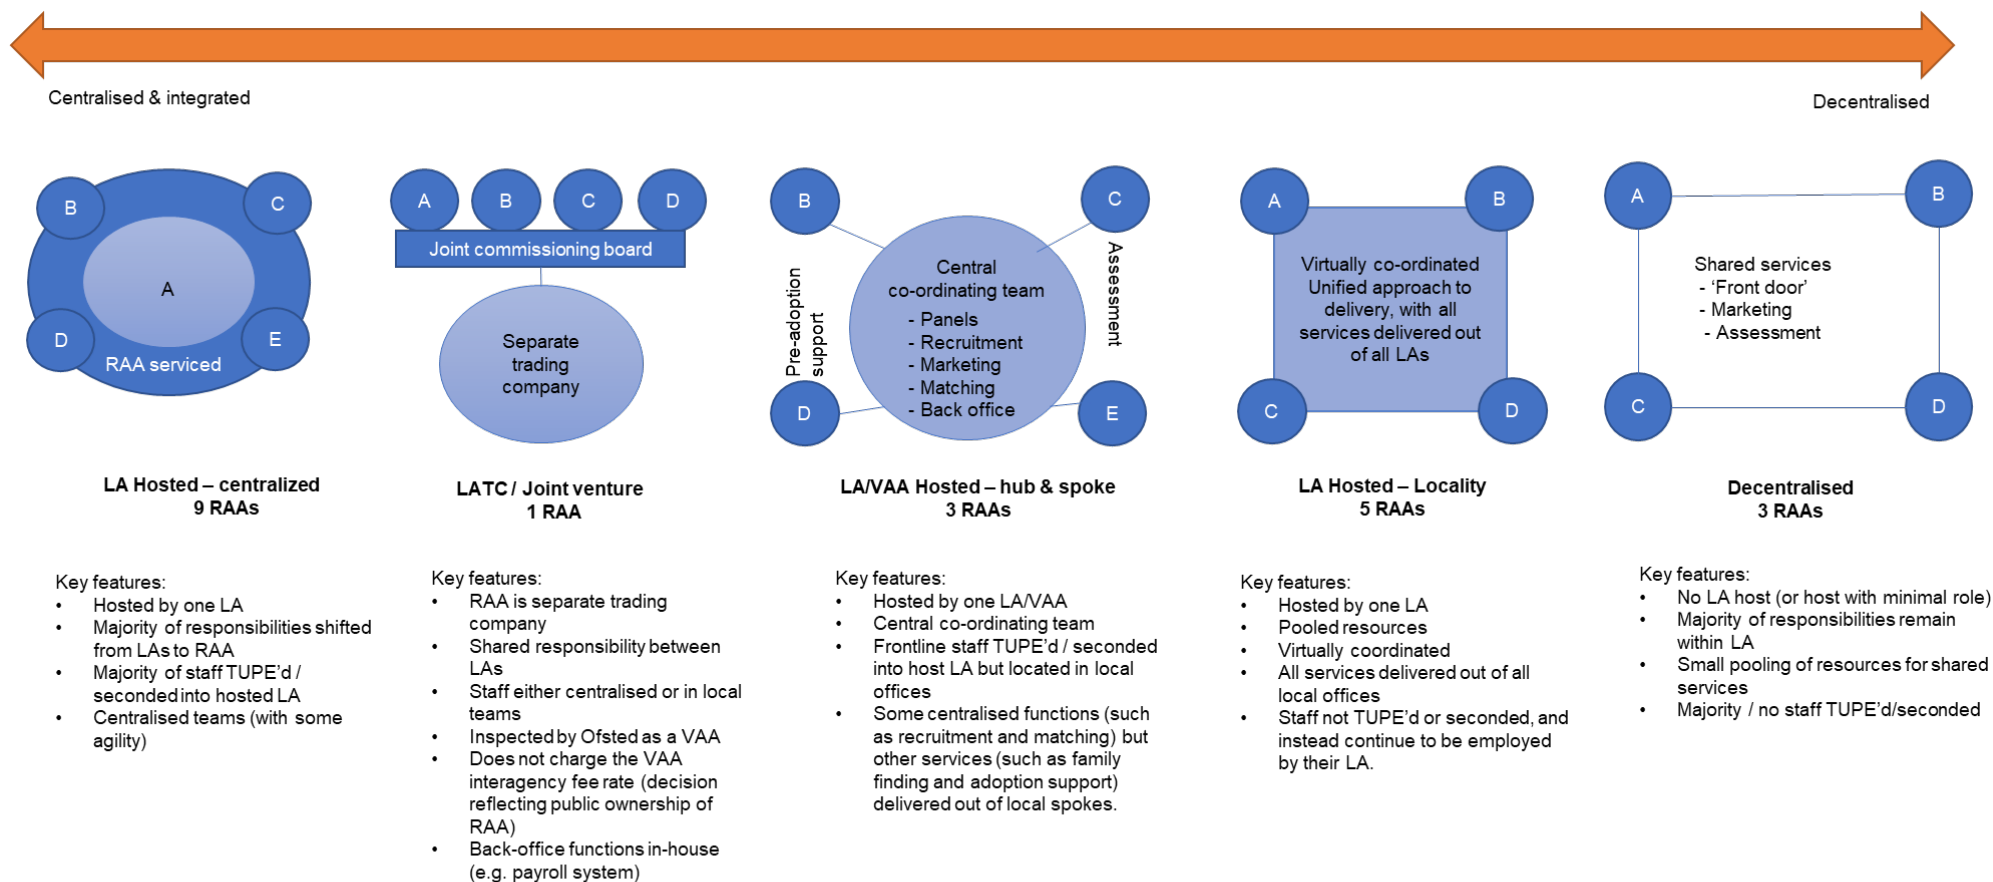 Centralised & integrated
Decentralised
B
C
A
D
E
RAA serviced
LA Hosted – centralized
9 RAAs
Key features:
• Hosted by one LA
• Majority of responsibilities shifted
from LAs to RAA
• Majority of staff TUPE’d /
seconded into hosted LA
• Centralised teams (with some
agility)
A
B
C
D
Joint commissioning board
Separate
trading
company
LATC / Joint venture
1 RAA
Key features:
• RAA is separate trading
company
• Shared responsibility between
LAs
• Staff either centralised or in local
teams
• Inspected by Ofsted as a VAA
• Does not charge the VAA
interagency fee rate (decision
reflecting public ownership of
RAA)
• Back-office functions in-house
(e.g. payroll system)
B
C
Pre-adoption
support
Central
co-ordinating team
- Panels
- Recruitment
- Marketing
- Matching
- Back office
Assessment
D
E
LA/VAA Hosted – hub & spoke
3 RAAs
Key features:
• Hosted by one LA/VAA
• Central co-ordinating team
• Frontline staff TUPE’d / seconded
into host LA but located in local
offices
• Some centralised functions (such
as recruitment and matching) but
other services (such as family
finding and adoption support)
delivered out of local spokes.
A
B
Virtually co-ordinated
Unified approach to
delivery, with all
services delivered out
of all LAs
C
D
LA Hosted – Locality
5 RAAs
Key features:
• Hosted by one LA
• Pooled resources
• Virtually coordinated
• All services delivered out of all
local offices
• Staff not TUPE’d or seconded, and
instead continue to be employed
by their LA.
A
B
Shared services
- ‘Front door’
- Marketing
- Assessment
C
D
Decentralised
3 RAAs
Key features:
• No LA host (or host with minimal role)
• Majority of responsibilities remain
within LA
• Small pooling of resources for shared
services
• Majority / no staff TUPE’d/seconded